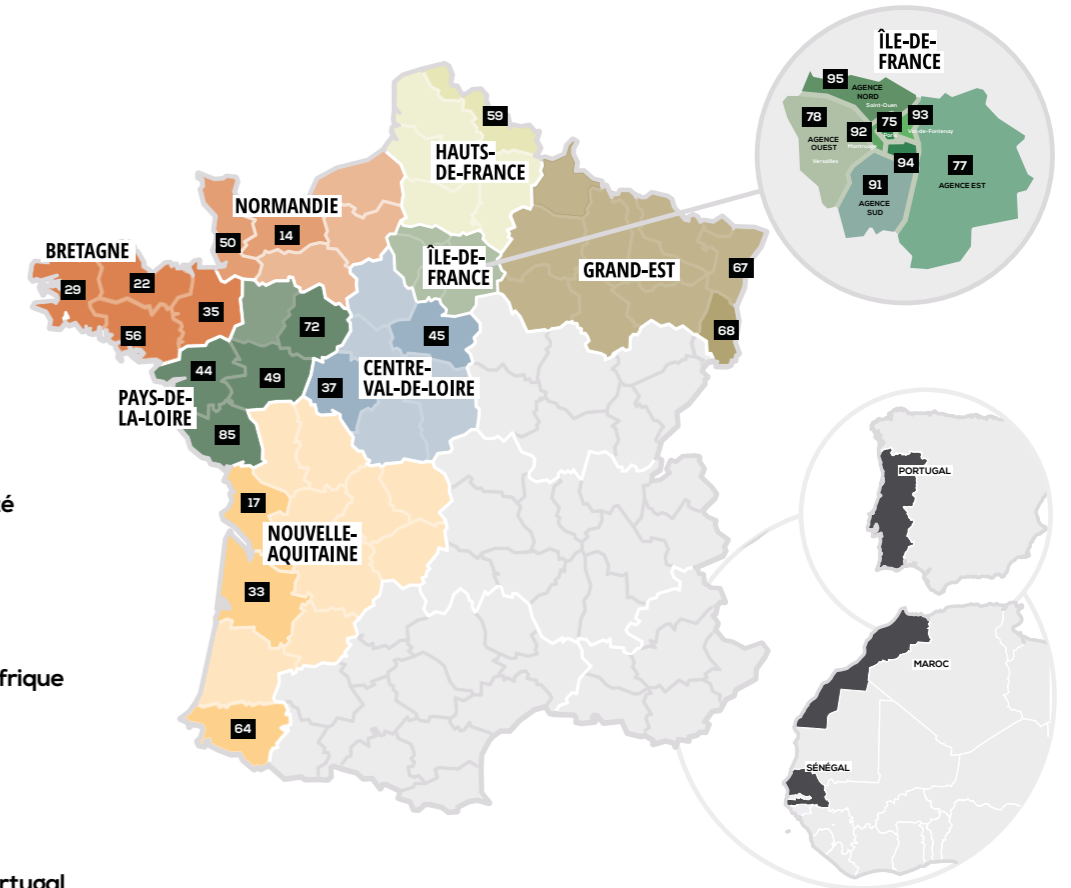 ÎLE-DE-
FRANCE
95
AGENCE
NORD
Saint-Ouen
78
AGENCE
OUEST
Versailles
92
Montrouge
75
Paris
93
Val-de-Fontenay
94
77
AGENCE EST
91
AGENCE
SUD
59
HAUTS-
DE-FRANCE
NORMANDIE
50
14
BRETAGNE
29
22
35
56
ÎLE-DE-
FRANCE
GRAND-EST
67
68
72
45
44
49
37
CENTRE-
VAL-DE-LOIRE
PAYS-DE-
LA-LOIRE
85
17
NOUVELLE-
AQUITAINE
33
64
PORTUGAL
MAROC
SÉNÉGAL
té
frique
rtugal